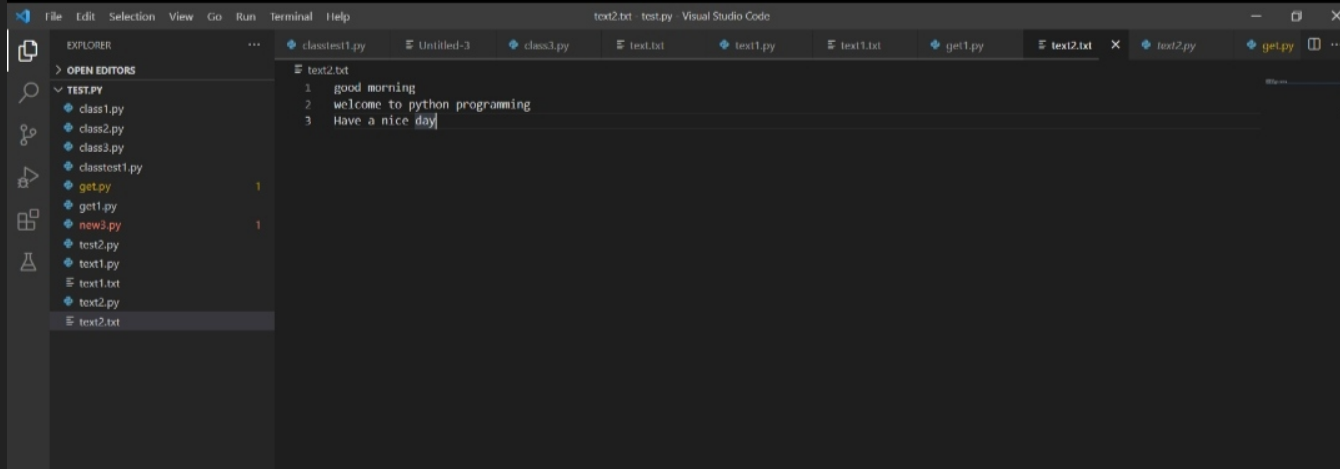 File Edit Selection View Go Run Terminal Help text2.txt - test.py - Visual Studio Code
EXPLORER ...
classtest1.py Untitled-3 class3.py text.txt text1.py text1.txt get1.py text2.txt text2.py get.py ...
OPEN EDITORS
TEST.PY
class1.py
class2.py
class3.py
classtest1.py
get.py 1
get1.py
new3.py 1
test2.py
text1.py
text1.txt
text2.py
text2.txt
text2.txt
1 good morning
2 welcome to python programming
3 Have a nice day